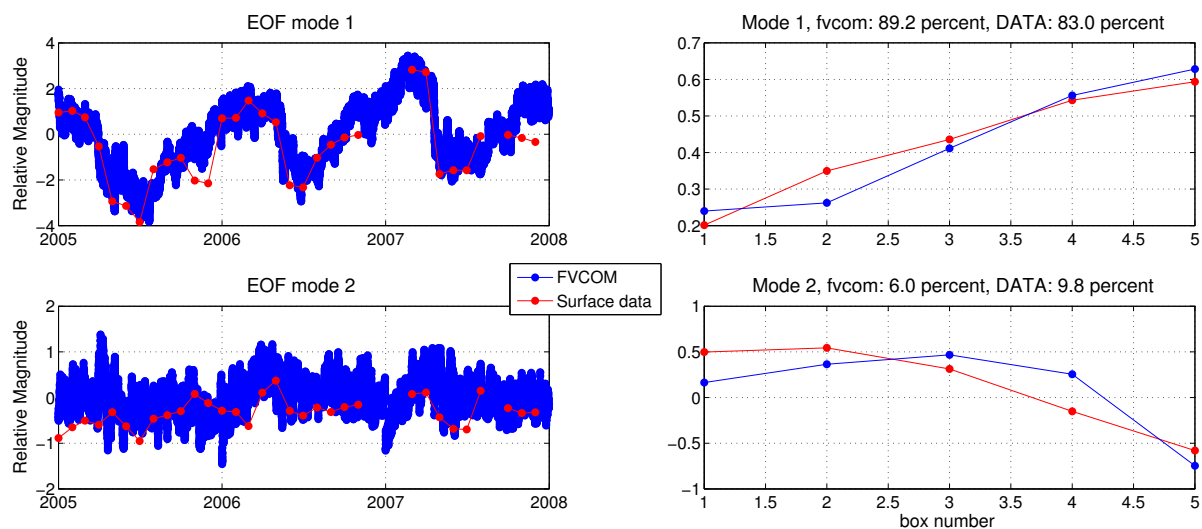 EOF mode 1
Relative Magnitude
4
2
0
−2
−4
2005 2006 2007 2008
Mode 1, fvcom: 89.2 percent, DATA: 83.0 percent
0.7
0.6
0.5
0.4
0.3
0.2
1 1.5 2 2.5 3 3.5 4 4.5 5
EOF mode 2
Relative Magnitude
2
1
0
−1
−2
2005 2006 2007 2008
FVCOM
Surface data
Mode 2, fvcom: 6.0 percent, DATA: 9.8 percent
1
0.5
0
−0.5
−1
1 1.5 2 2.5 3 3.5 4 4.5 5
box number